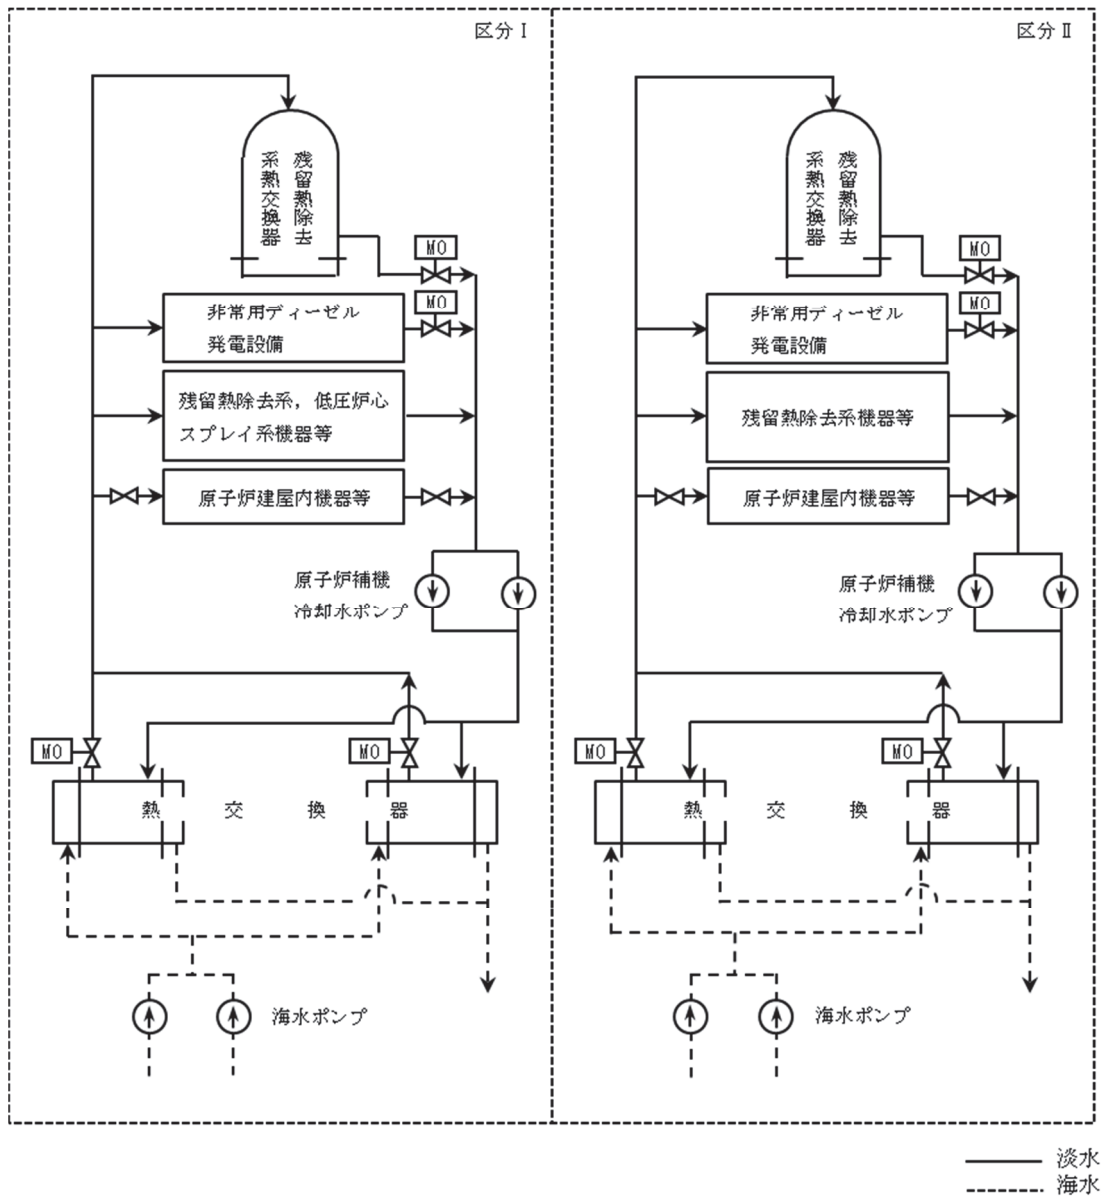 区分Ⅰ
残留熱除去
系熱交換器
MO
MO
非常用ディーゼル
発電設備
残留熱除去系，低圧炉心
スプレイ系機器等
原子炉建屋内機器等
原子炉補機
冷却水ポンプ
MO
MO
熱交換器
海水ポンプ
区分Ⅱ
残留熱除去
系熱交換器
MO
MO
非常用ディーゼル
発電設備
残留熱除去系機器等
原子炉建屋内機器等
原子炉補機
冷却水ポンプ
MO
MO
熱交換器
海水ポンプ
淡水
海水